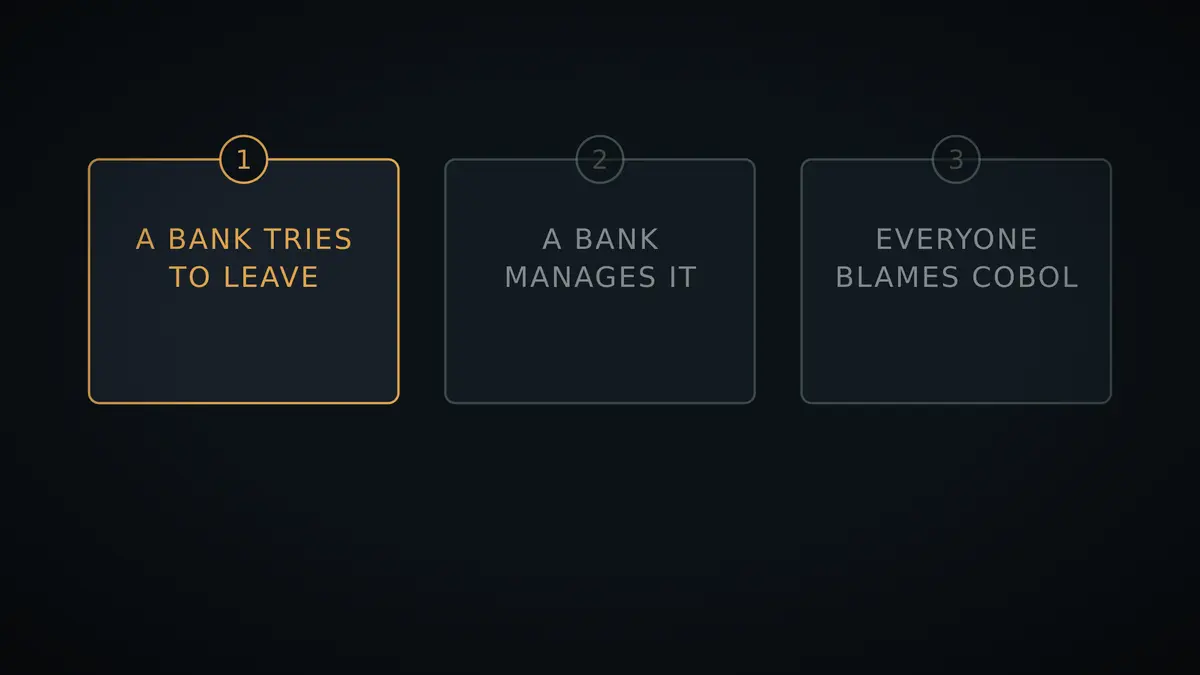 1
A BANK TRIES
TO LEAVE
2
A BANK
MANAGES IT
3
EVERYONE
BLAMES COBOL